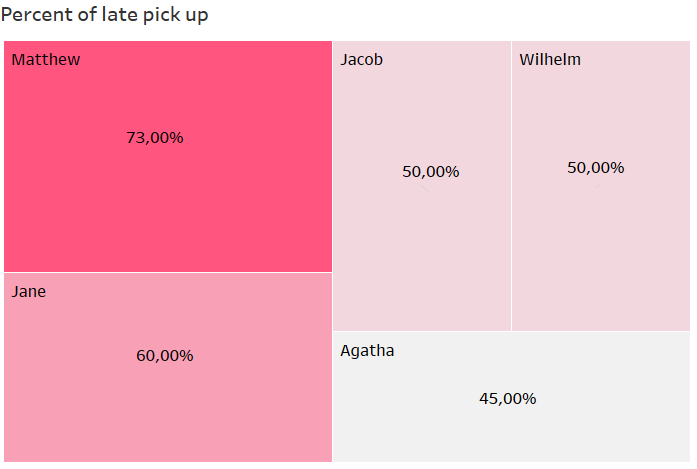 Percent of late pick up
Matthew
73,00%
Jane
60,00%
Jacob
50,00%
Wilhelm
50,00%
Agatha
45,00%